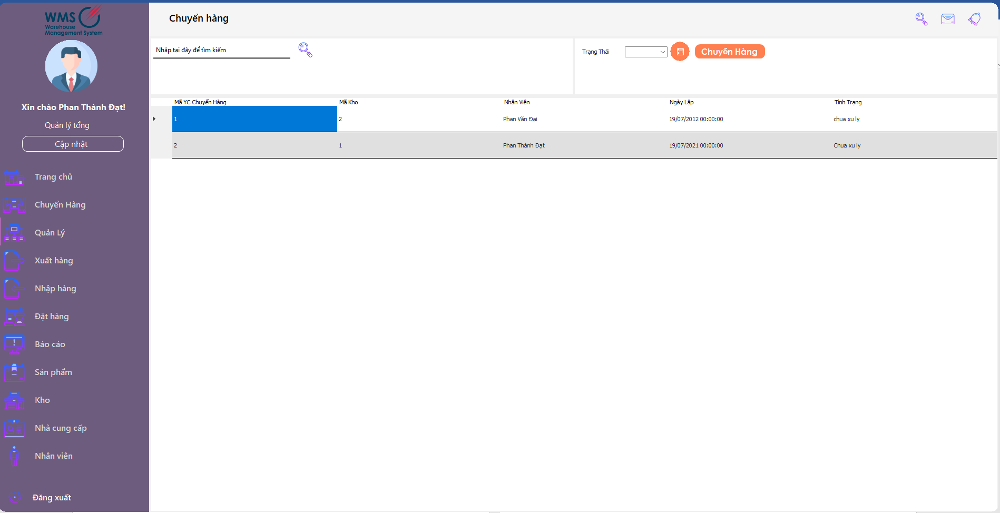 WMS
Warehouse
Management System
Xin chào Phan Thành Đạt!
Quản lý tổng
Cập nhật
Trang chủ
Chuyển Hàng
Quản Lý
Xuất hàng
Nhập hàng
Đặt hàng
Báo cáo
Sản phẩm
Kho
Nhà cung cấp
Nhân viên
Đăng xuất
Chuyển hàng
Nhập tại đây để tìm kiếm
Trạng Thái
Chuyển Hàng
Mã YC Chuyển Hàng Mã Kho Nhân Viên Ngày Lập Tình Trạng
1 2 Phan Văn Đại 19/07/2012 00:00:00 chua xu ly
2 1 Phan Thành Đạt 19/07/2021 00:00:00 Chua xu ly